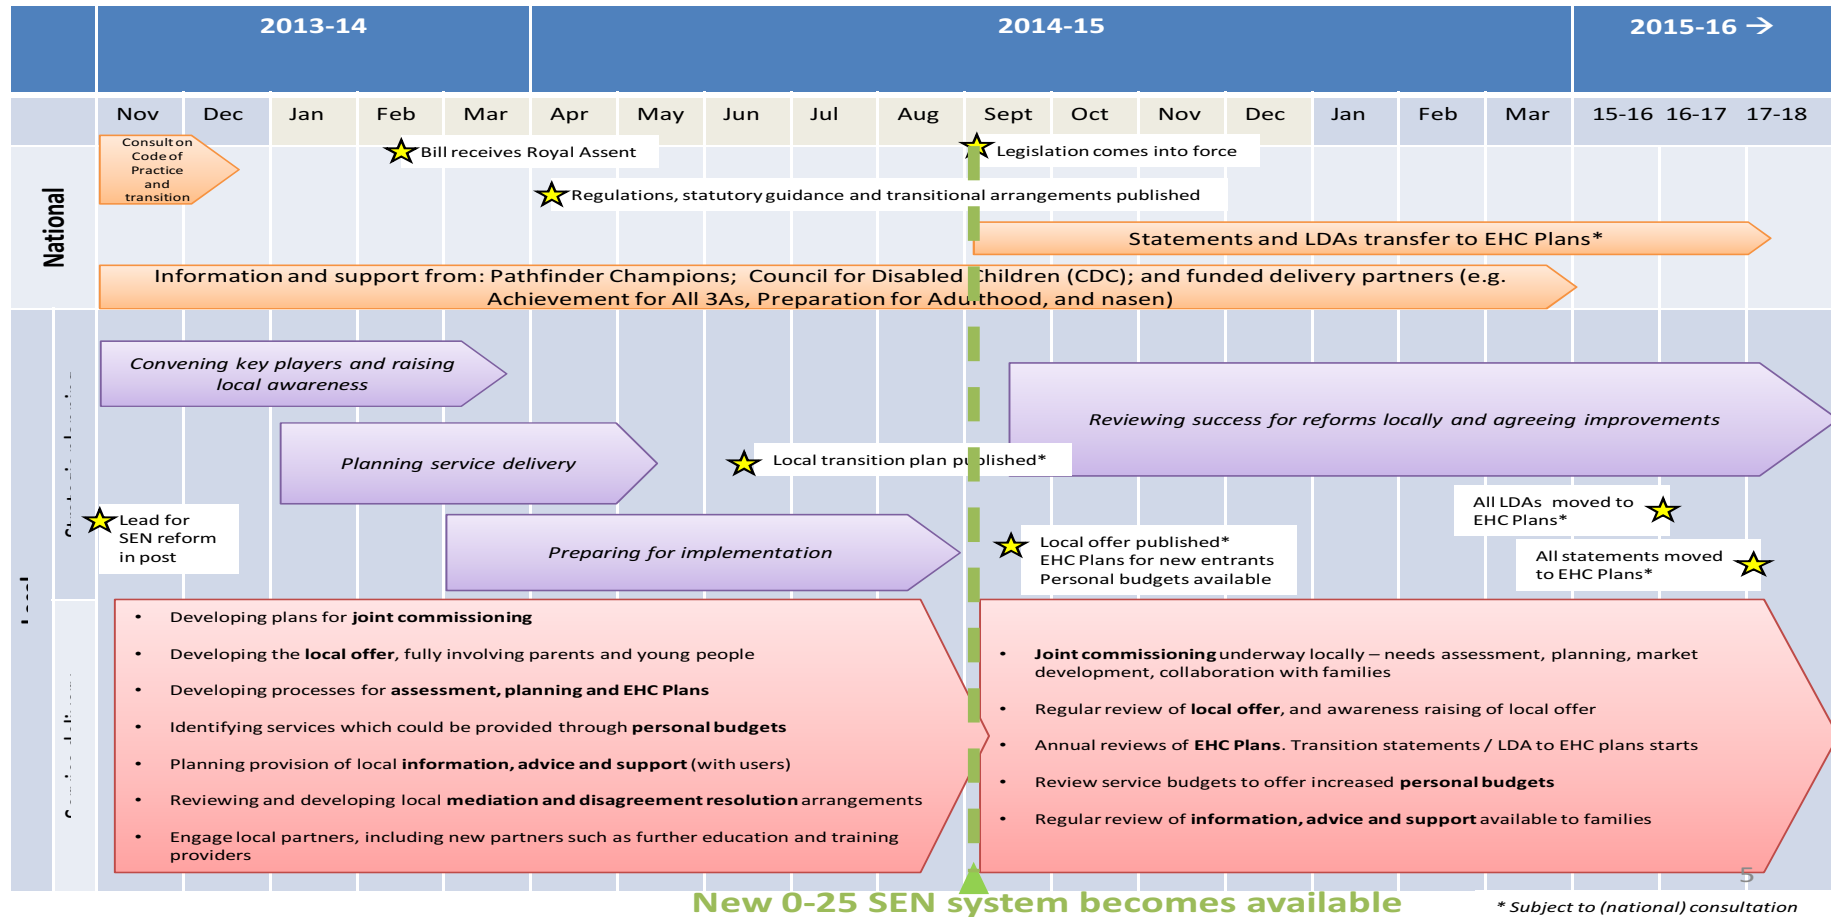 2013-14
2014-15
2015-16 →
Nov Dec Jan Feb Mar Apr May Jun Jul Aug Sept Oct Nov Dec Jan Feb Mar 15-16 16-17 17-18
National
Consult on
Code of
Practice
and
transition
Bill receives Royal Assent
Legislation comes into force
Regulations, statutory guidance and transitional arrangements published
Statements and LDAs transfer to EHC Plans*
Information and support from: Pathfinder Champions; Council for Disabled Children (CDC); and funded delivery partners (e.g.
Achievement for All 3As, Preparation for Adulthood, and nasen)
Convening key players and raising
local awareness
Reviewing success for reforms locally and agreeing improvements
Planning service delivery
Local transition plan published*
Lead for
SEN reform
in post
Preparing for implementation
Local offer published*
EHC Plans for new entrants
Personal budgets available
All LDAs moved to
EHC Plans*
All statements moved
to EHC Plans*
• Developing plans for joint commissioning
• Developing the local offer, fully involving parents and young people
• Developing processes for assessment, planning and EHC Plans
• Identifying services which could be provided through personal budgets
• Planning provision of local information, advice and support (with users)
• Reviewing and developing local mediation and disagreement resolution arrangements
• Engage local partners, including new partners such as further education and training
providers
• Joint commissioning underway locally – needs assessment, planning, market
development, collaboration with families
• Regular review of local offer, and awareness raising of local offer
• Annual reviews of EHC Plans. Transition statements / LDA to EHC plans starts
• Review service budgets to offer increased personal budgets
• Regular review of information, advice and support available to families
5
New 0-25 SEN system becomes available
* Subject to (national) consultation